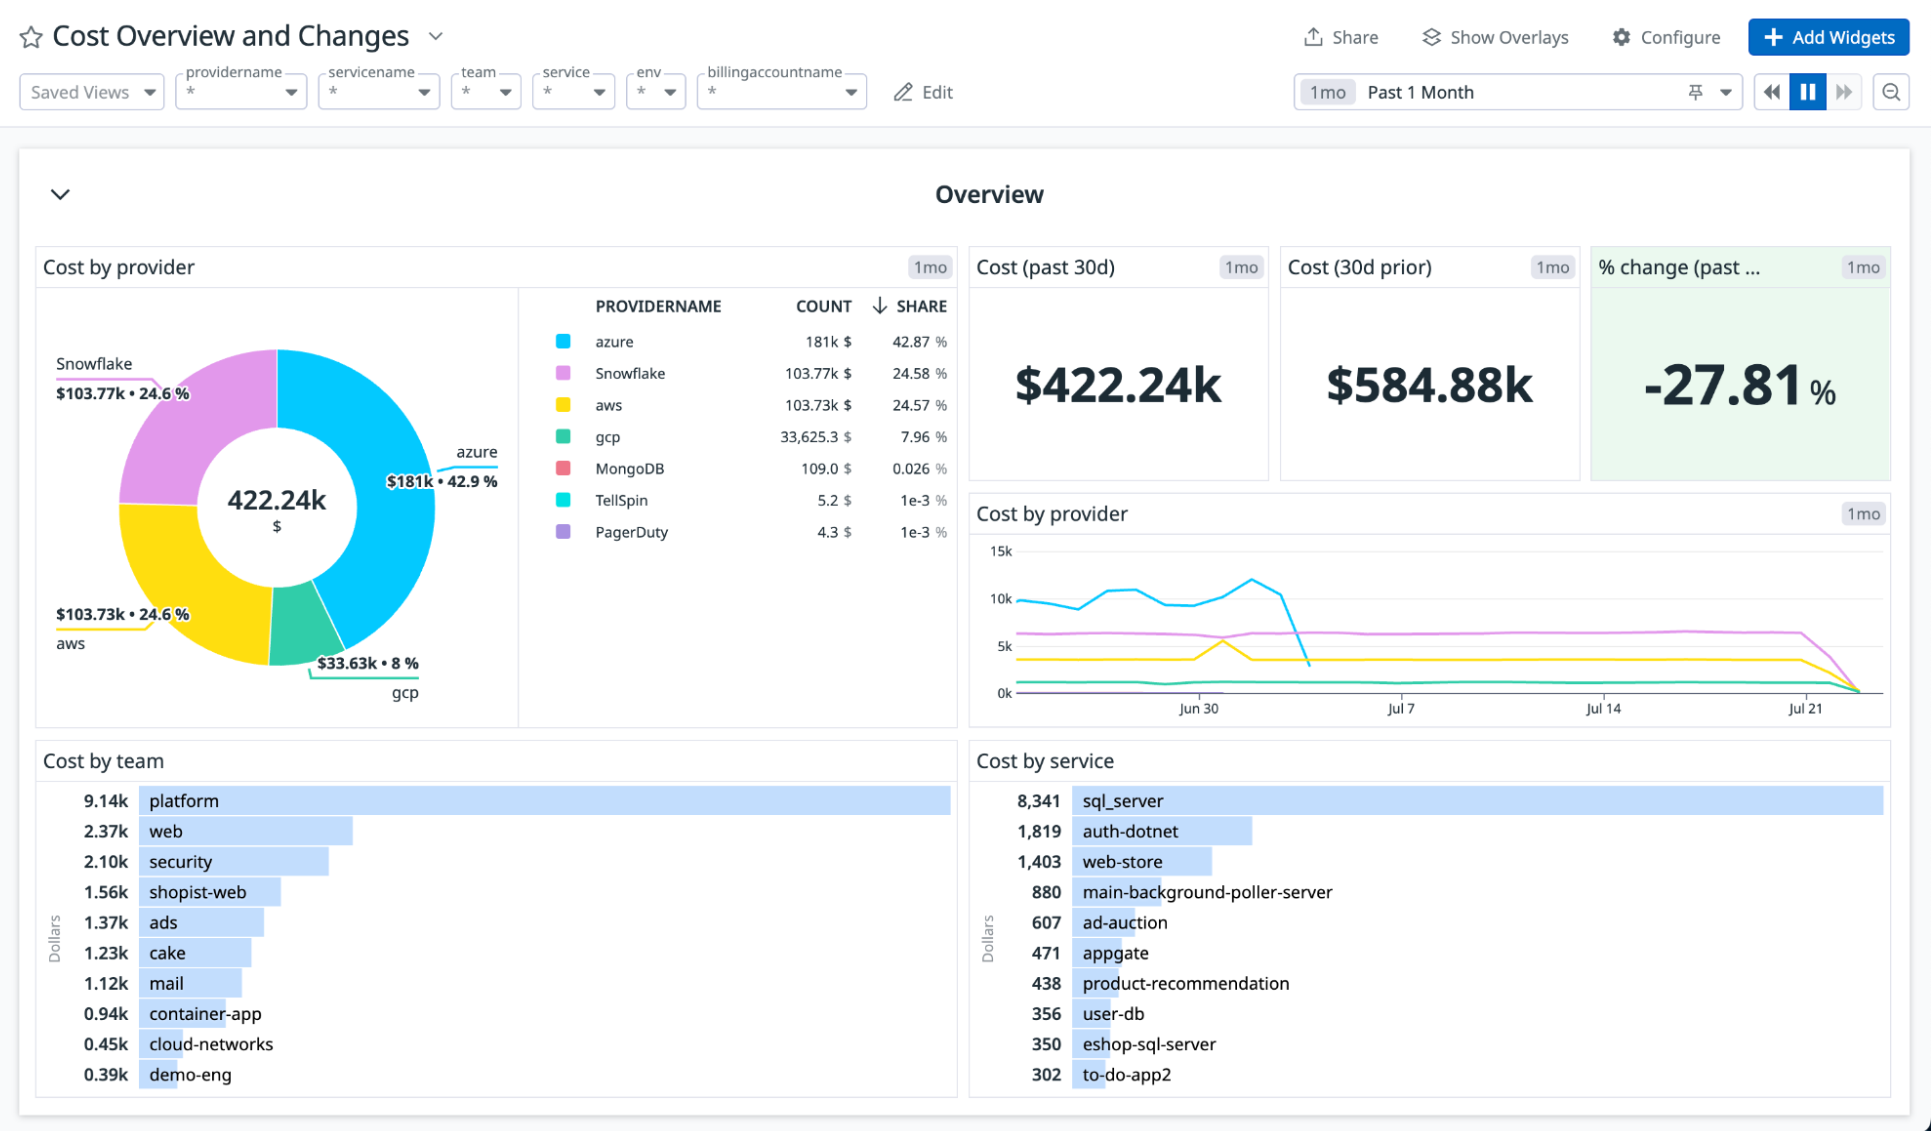 Cost Overview and Changes
Share
Show Overlays
Configure
Add Widgets
Saved Views
providername
*
servicename
*
team
*
service
*
env
*
billingaccountname
*
Edit
1mo Past 1 Month
Overview
Cost by provider 1mo
Snowflake
$103.77k • 24.6 %
azure
$181k • 42.9 %
422.24k
$
$103.73k • 24.6 %
aws
$33.63k • 8 %
gcp
PROVIDERNAME COUNT SHARE
azure 181k $ 42.87 %
Snowflake 103.77k $ 24.58 %
aws 103.73k $ 24.57 %
gcp 33,625.3 $ 7.96 %
MongoDB 109.0 $ 0.026 %
TellSpin 5.2 $ 1e-3 %
PagerDuty 4.3 $ 1e-3 %
Cost (past 30d) 1mo
$422.24k
Cost (30d prior) 1mo
$584.88k
% change (past ... 1mo
-27.81 %
Cost by provider 1mo
15k
10k
5k
0k
Jun 30 Jul 7 Jul 14 Jul 21
Cost by team
Dollars
9.14k platform
2.37k web
2.10k security
1.56k shopist-web
1.37k ads
1.23k cake
1.12k mail
0.94k container-app
0.45k cloud-networks
0.39k demo-eng
Cost by service
Dollars
8,341 sql_server
1,819 auth-dotnet
1,403 web-store
880 main-background-poller-server
607 ad-auction
471 appgate
438 product-recommendation
356 user-db
350 eshop-sql-server
302 to-do-app2